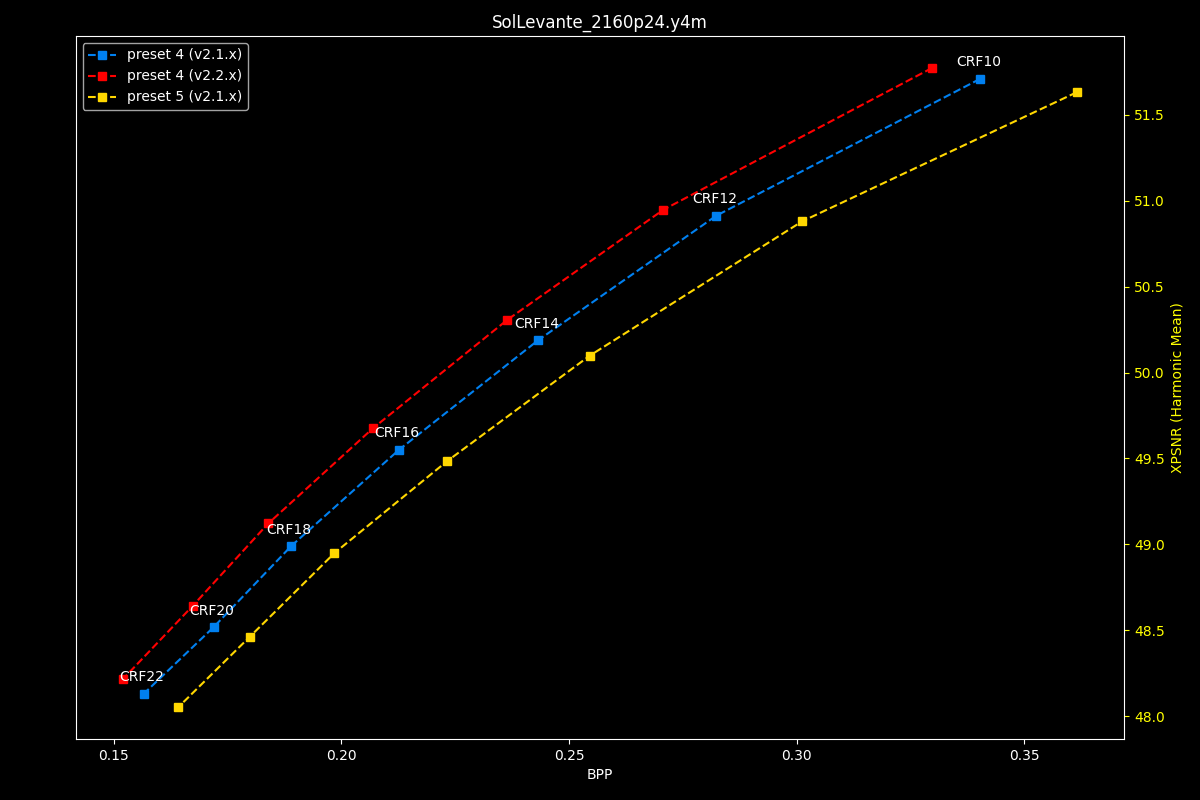 SolLevante_2160p24.y4m
preset 4 (v2.1.x)
preset 4 (v2.2.x)
preset 5 (v2.1.x)
CRF10
CRF12
CRF14
CRF16
CRF18
CRF20
CRF22
51.5
51.0
50.5
50.0
49.5
49.0
48.5
48.0
XPSNR (Harmonic Mean)
0.15 0.20 0.25 0.30 0.35
BPP